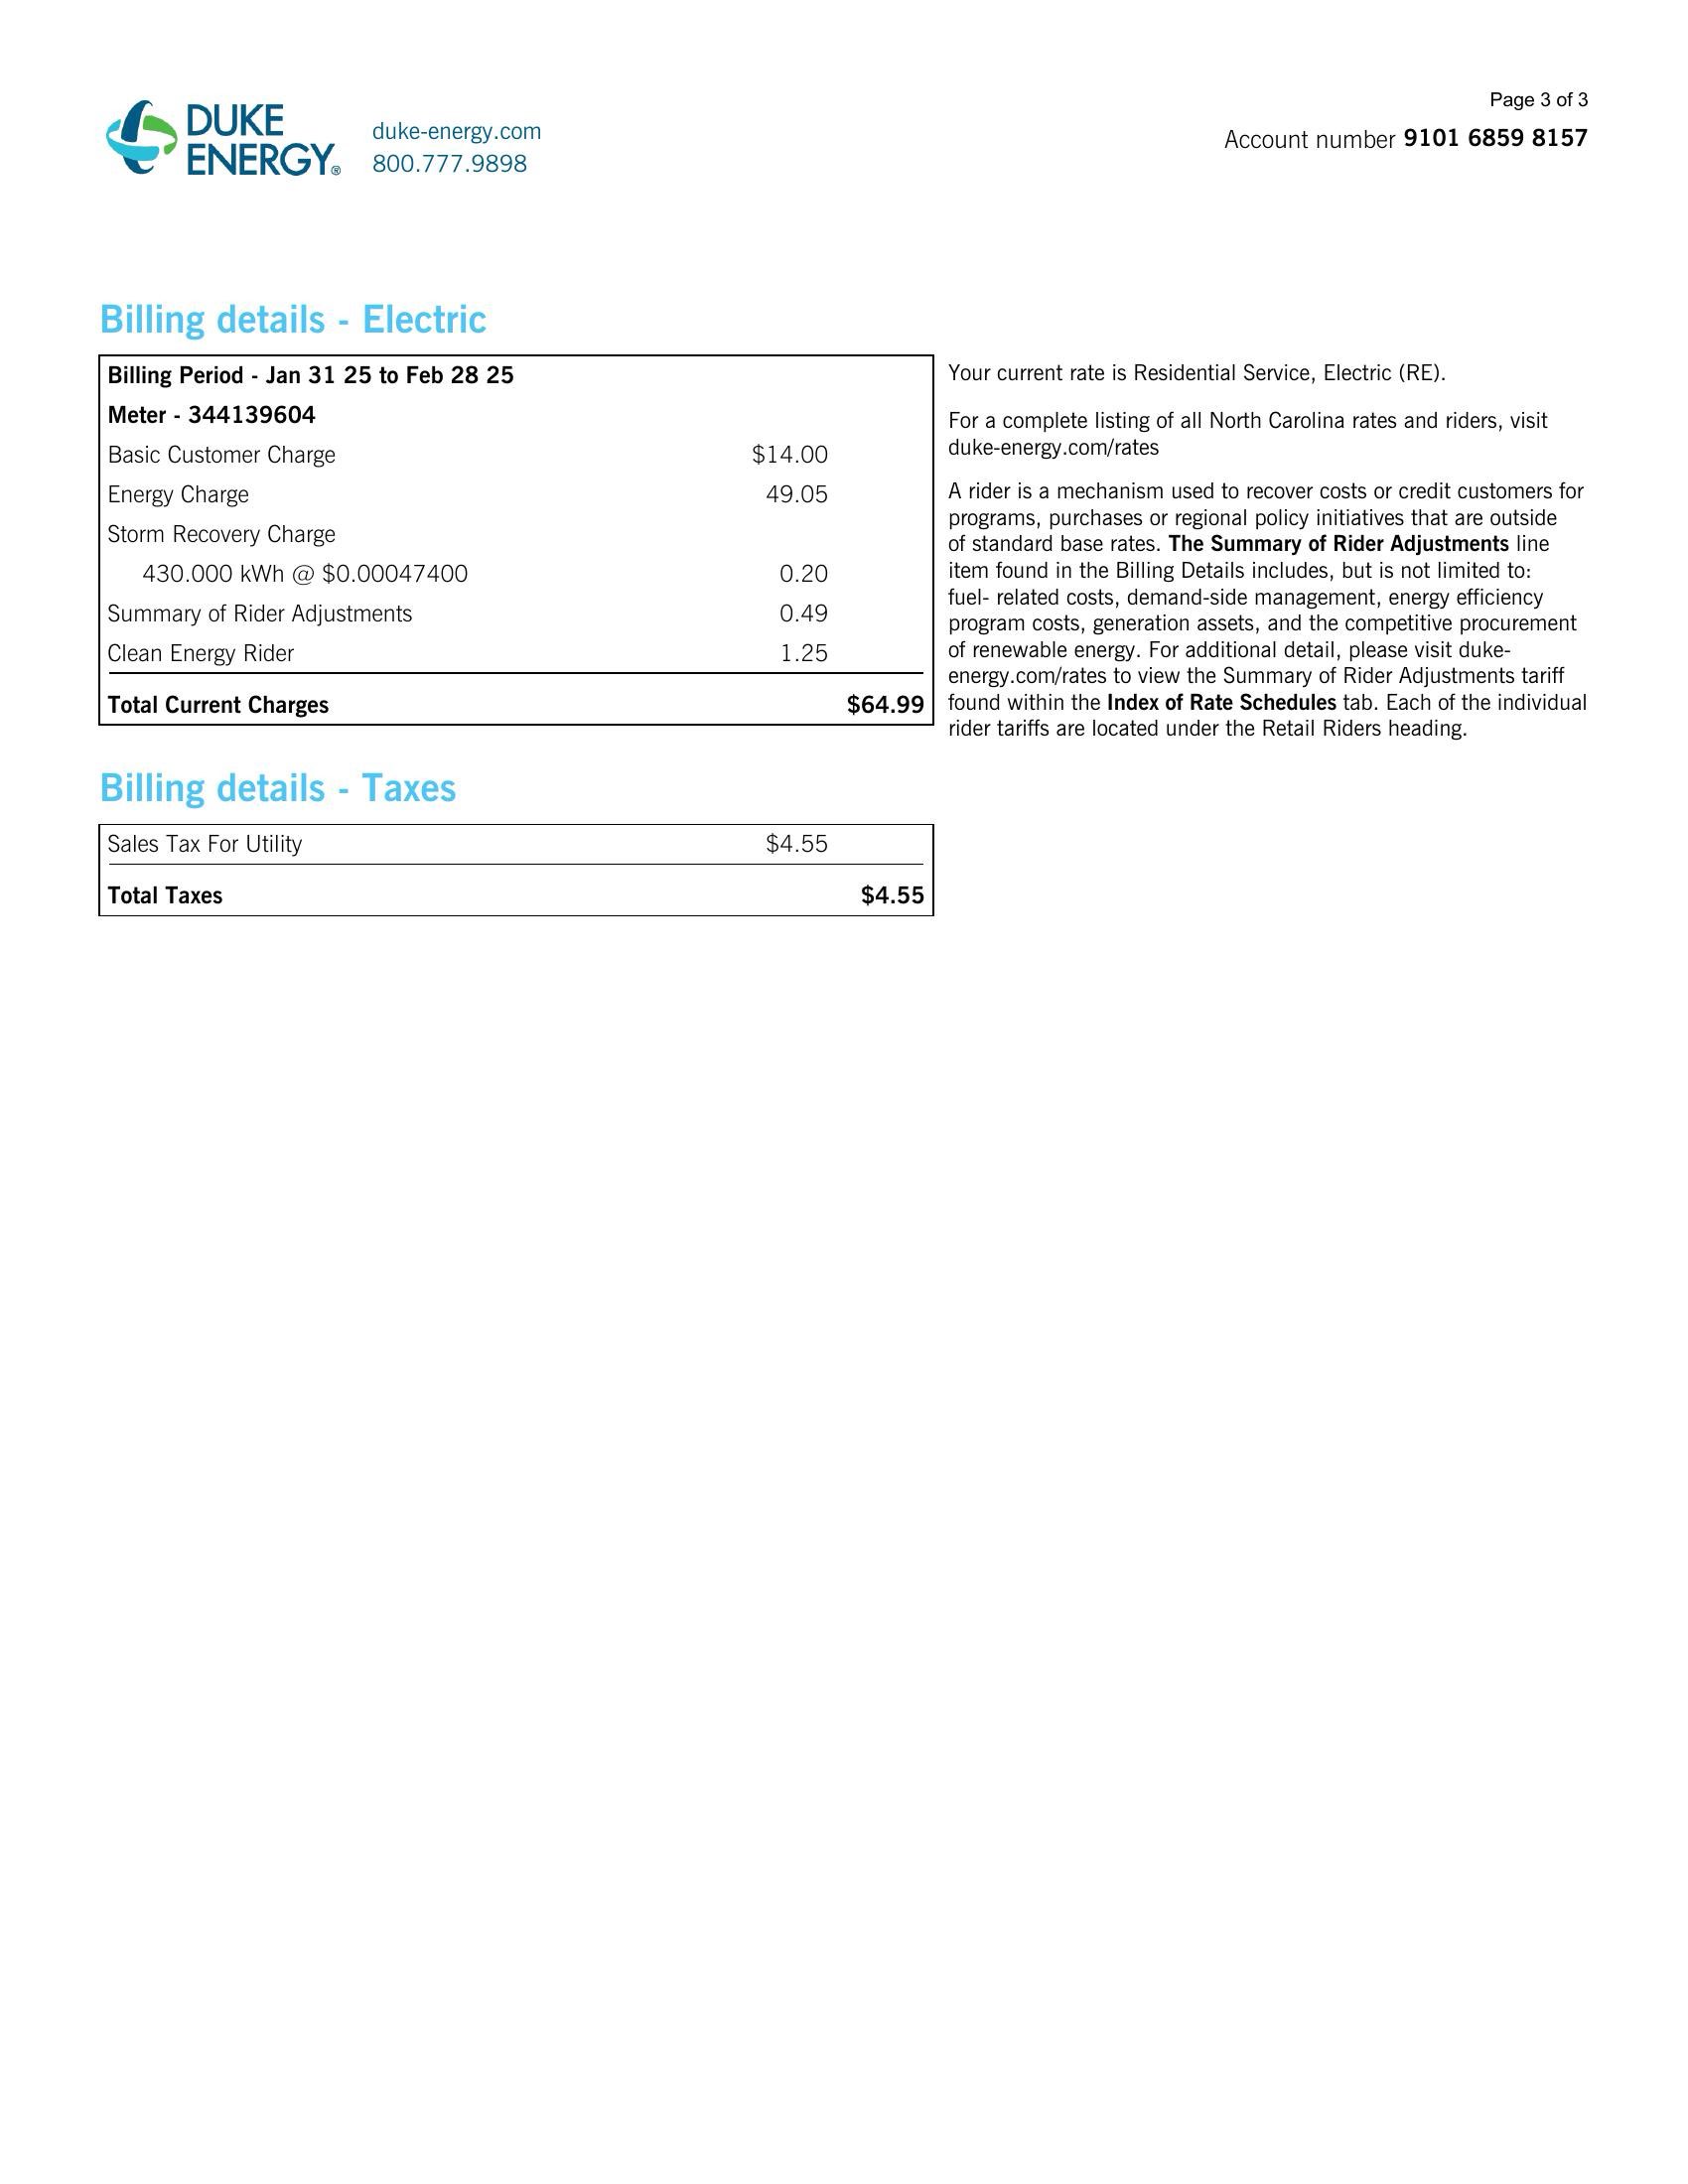 DUKE
ENERGY®
duke-energy.com
800.777.9898
Page 3 of 3
Account number 9101 6859 8157
Billing details - Electric
Billing Period - Jan 31 25 to Feb 28 25
Meter - 344139604
Basic Customer Charge $14.00
Energy Charge 49.05
Storm Recovery Charge
430.000 kWh @ $0.00047400 0.20
Summary of Rider Adjustments 0.49
Clean Energy Rider 1.25
Total Current Charges $64.99
Your current rate is Residential Service, Electric (RE).
For a complete listing of all North Carolina rates and riders, visit
duke-energy.com/rates
A rider is a mechanism used to recover costs or credit customers for
programs, purchases or regional policy initiatives that are outside
of standard base rates. The Summary of Rider Adjustments line
item found in the Billing Details includes, but is not limited to:
fuel- related costs, demand-side management, energy efficiency
program costs, generation assets, and the competitive procurement
of renewable energy. For additional detail, please visit duke-
energy.com/rates to view the Summary of Rider Adjustments tariff
found within the Index of Rate Schedules tab. Each of the individual
rider tariffs are located under the Retail Riders heading.
Billing details - Taxes
Sales Tax For Utility $4.55
Total Taxes $4.55